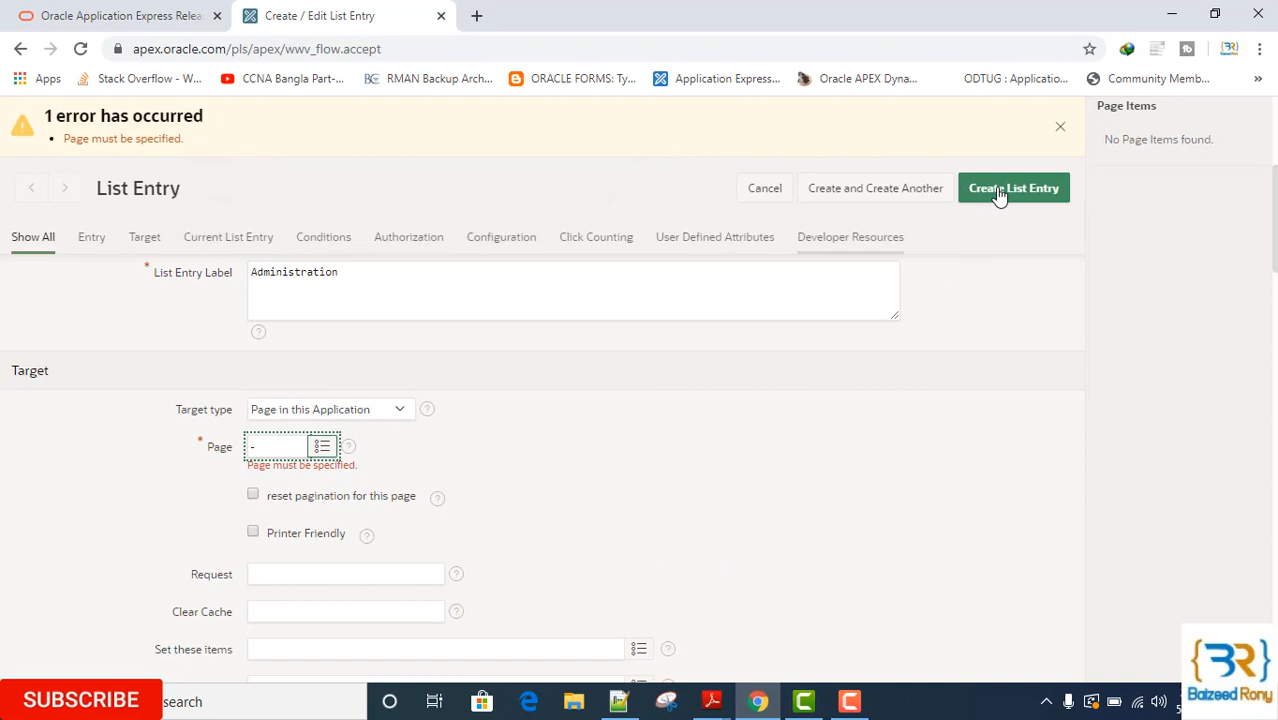 Oracle Application Express Relea
Create / Edit List Entry
apex.oracle.com/pls/apex/wwv_flow.accept
Apps
Stack Overflow - W...
CCNA Bangla Part-...
RMAN Backup Arch...
ORACLE FORMS: Ty...
Application Express...
Oracle APEX Dyna...
ODTUG : Applicatio...
Community Memb...
1 error has occurred
Page must be specified.
Page Items
No Page Items found.
List Entry
Cancel
Create and Create Another
Create List Entry
Show All
Entry
Target
Current List Entry
Conditions
Authorization
Configuration
Click Counting
User Defined Attributes
Developer Resources
* List Entry Label
Administration
Target
Target type
Page in this Application
* Page
-
Page must be specified.
reset pagination for this page
Printer Friendly
Request
Clear Cache
Set these items
SUBSCRIBE
search
{BR}
Baizeed Rony